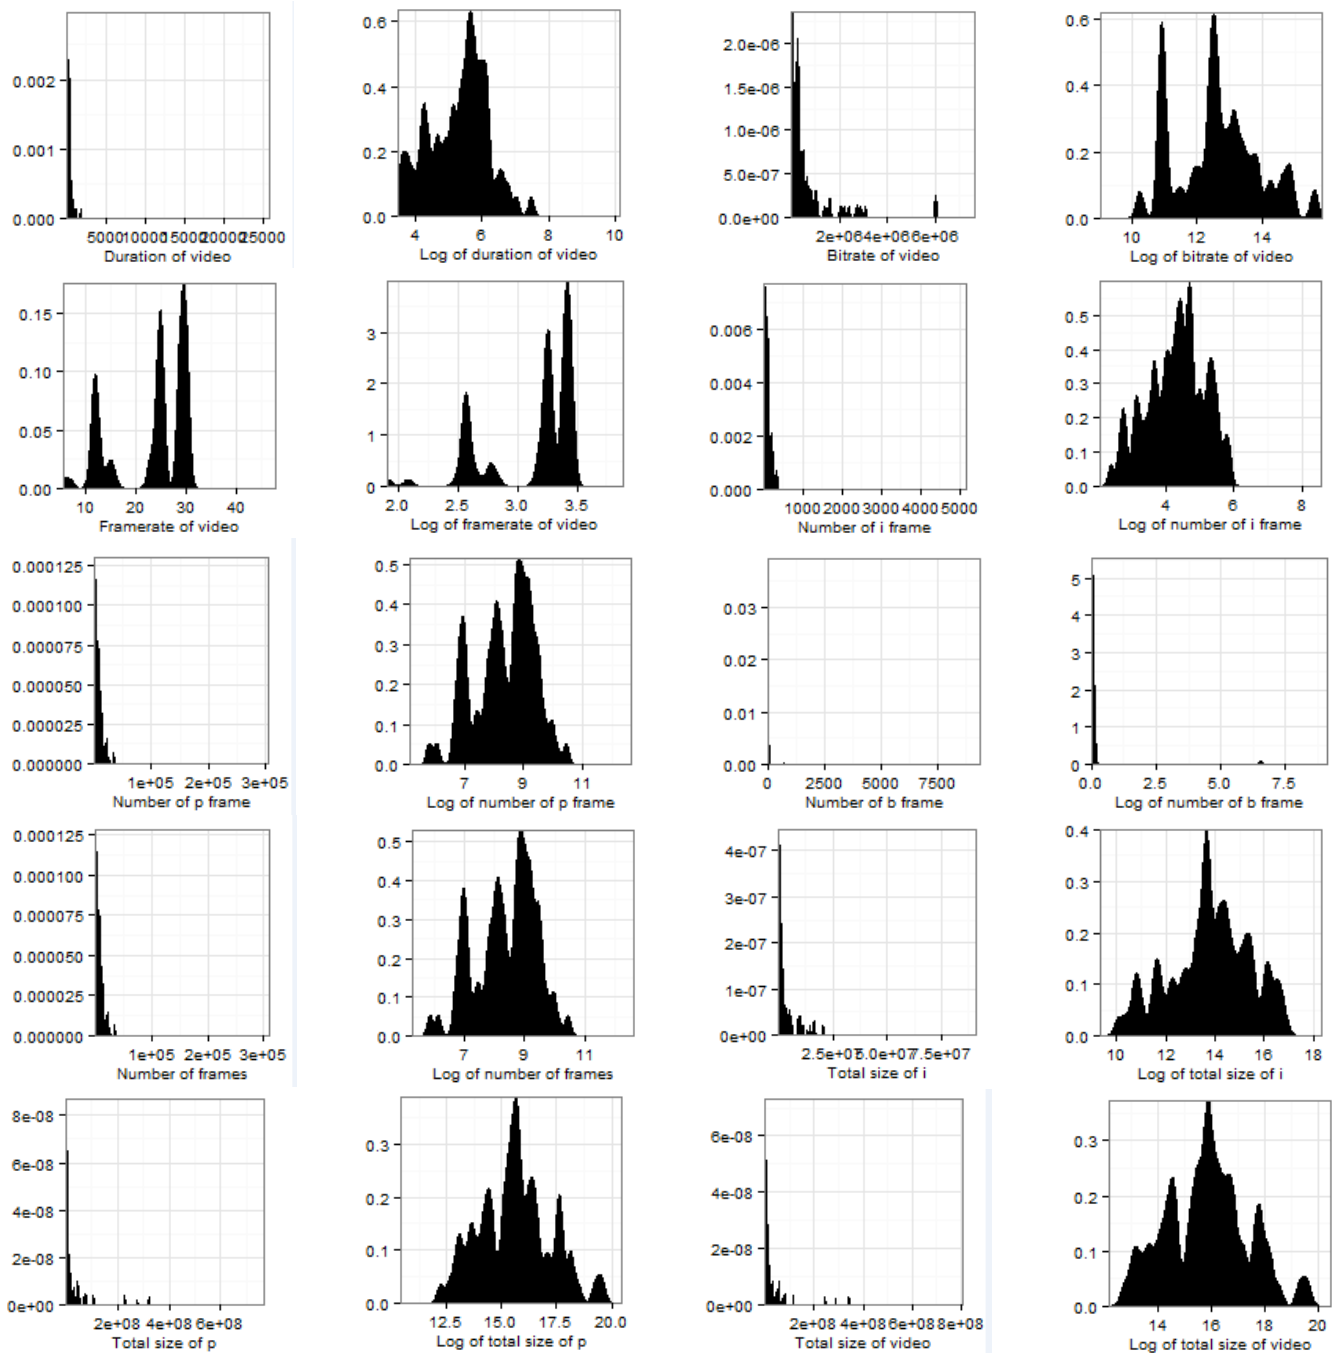 0.002
0.001
0.000
5000 10000 15000 20000 25000
Duration of video
0.6
0.4
0.2
0.0
4 6 8 10
Log of duration of video
2.0e-06
1.5e-06
1.0e-06
5.0e-07
0.0e+00
2e+06 4e+06 6e+06
Bitrate of video
0.6
0.4
0.2
0.0
10 12 14
Log of bitrate of video
0.15
0.10
0.05
0.00
10 20 30 40
Framerate of video
3
2
1
0
2.0 2.5 3.0 3.5
Log of framerate of video
0.006
0.004
0.002
0.000
1000 2000 3000 4000 5000
Number of i frame
0.5
0.4
0.3
0.2
0.1
0.0
4 6 8
Log of number of i frame
0.000125
0.000100
0.000075
0.000050
0.000025
0.000000
1e+05 2e+05 3e+05
Number of p frame
0.5
0.4
0.3
0.2
0.1
0.0
7 9 11
Log of number of p frame
0.03
0.02
0.01
0.00
0 2500 5000 7500
Number of b frame
5
4
3
2
1
0
0.0 2.5 5.0 7.5
Log of number of b frame
0.000125
0.000100
0.000075
0.000050
0.000025
0.000000
1e+05 2e+05 3e+05
Number of frames
0.5
0.4
0.3
0.2
0.1
0.0
7 9 11
Log of number of frames
4e-07
3e-07
2e-07
1e-07
0e+00
2.5e+07 5.0e+07 7.5e+07
Total size of i
0.4
0.3
0.2
0.1
0.0
10 12 14 16 18
Log of total size of i
8e-08
6e-08
4e-08
2e-08
0e+00
2e+08 4e+08 6e+08
Total size of p
0.3
0.2
0.1
0.0
12.5 15.0 17.5 20.0
Log of total size of p
6e-08
4e-08
2e-08
0e+00
2e+08 4e+08 6e+08 8e+08
Total size of video
0.3
0.2
0.1
0.0
14 16 18 20
Log of total size of video